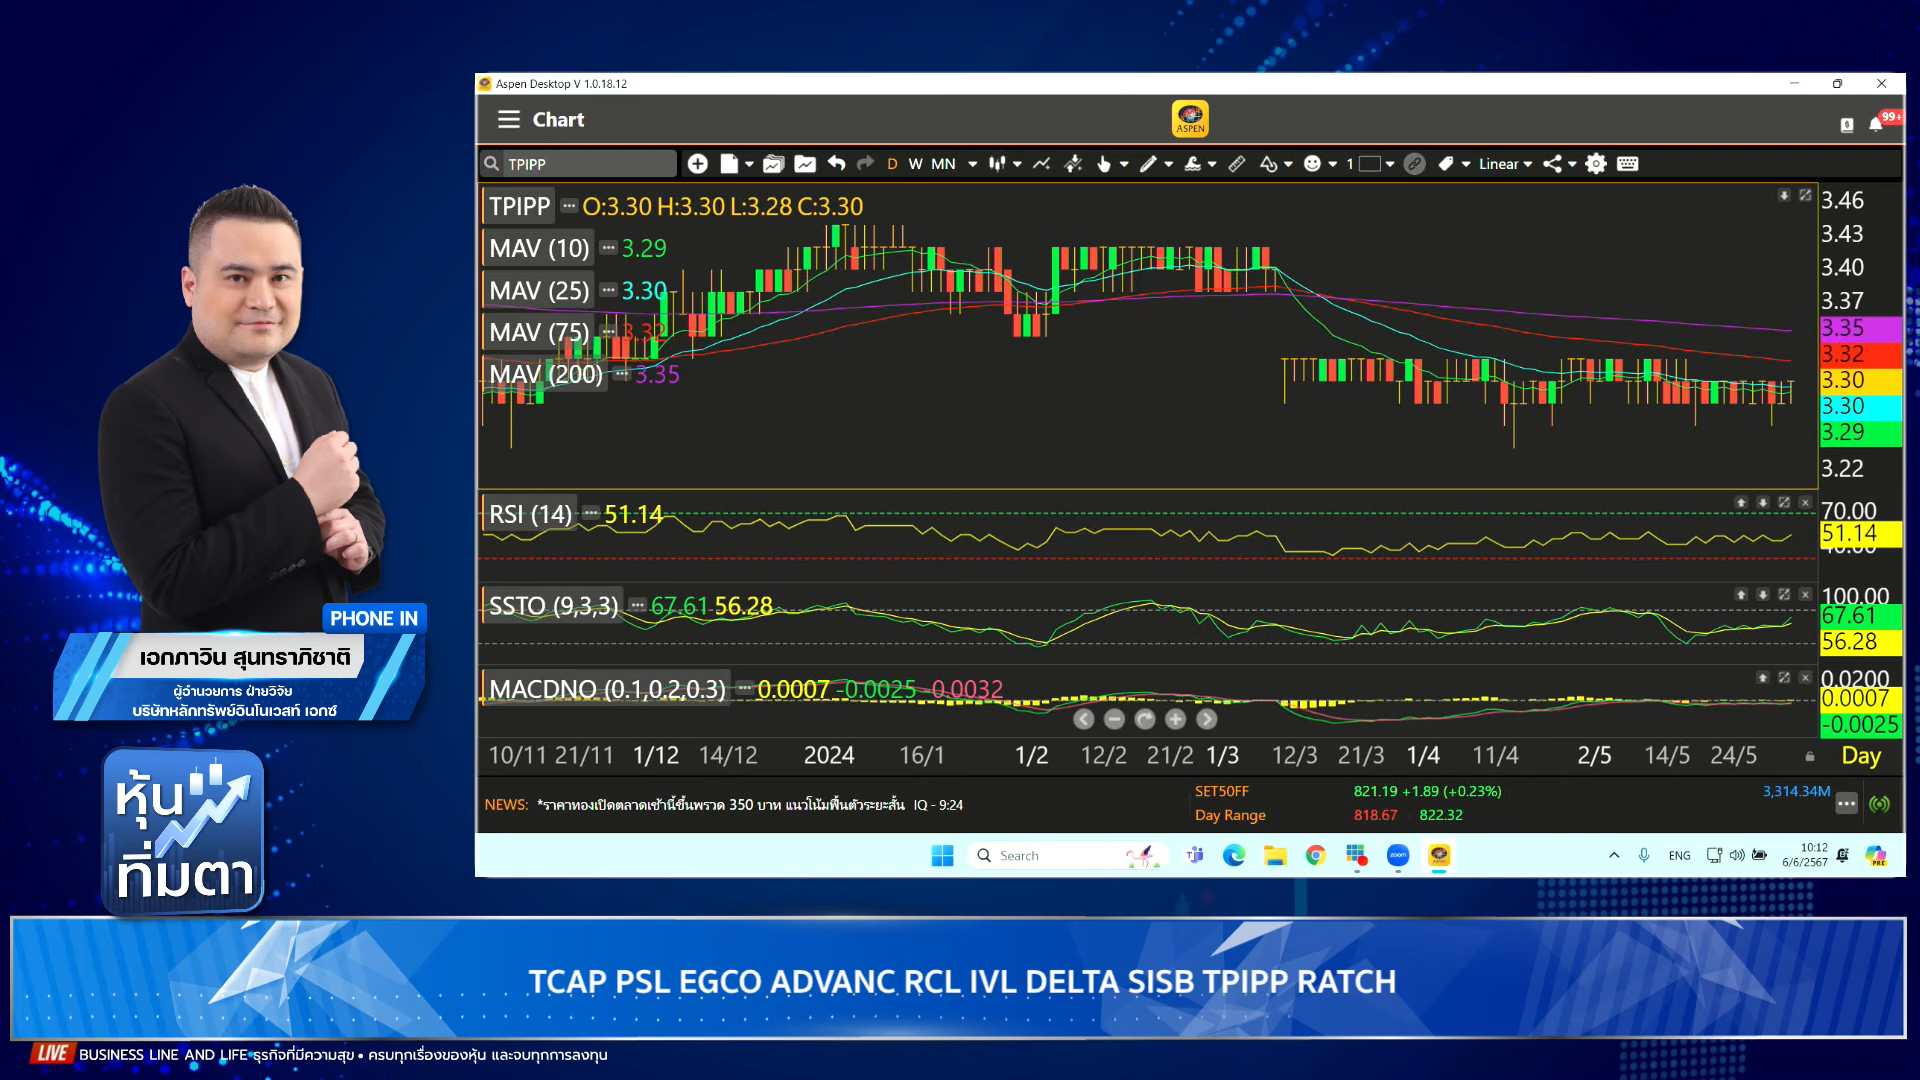 Aspen Desktop V 1.0.18.12
Chart
ASPEN
99+
TPIPP
D W MN
1
Linear
TPIPP O:3.30 H:3.30 L:3.28 C:3.30
MAV (10) 3.29
MAV (25) 3.30
MAV (75) 3.32
MAV (200) 3.35
3.46
3.43
3.40
3.37
3.35
3.32
3.30
3.30
3.29
3.22
RSI (14) 51.14
70.00
51.14
SSTO (9,3,3) 67.61 56.28
100.00
67.61
56.28
MACDNO (0.1,0.2,0.3) 0.0007 -0.0025 -0.0032
0.0200
0.0007
-0.0025
10/11 21/11 1/12 14/12 2024 16/1 1/2 12/2 21/2 1/3 12/3 21/3 1/4 11/4 2/5 14/5 24/5 Day
NEWS: *ราคาทองเปิดตลาดเช้านี้ขึ้นพรวด 350 บาท แนวโน้มฟื้นตัวระยะสั้น IQ - 9:24
SET50FF 821.19 +1.89 (+0.23%) 3,314.34M
Day Range 818.67 822.32
Search
zoom
ENG
10:12
6/6/2567
PRE
PHONE IN
เอกภาวิน สุนทราภิชาติ
ผู้อำนวยการ ฝ่ายวิจัย
บริษัทหลักทรัพย์อินโนเวสท์ เอกซ์
หุ้น
ทิ่มตา
TCAP PSL EGCO ADVANC RCL IVL DELTA SISB TPIPP RATCH
LIVE BUSINESS LINE AND LIFE ธุรกิจที่มีความสุข • ครบทุกเรื่องของหุ้น และจบทุกการลงทุน